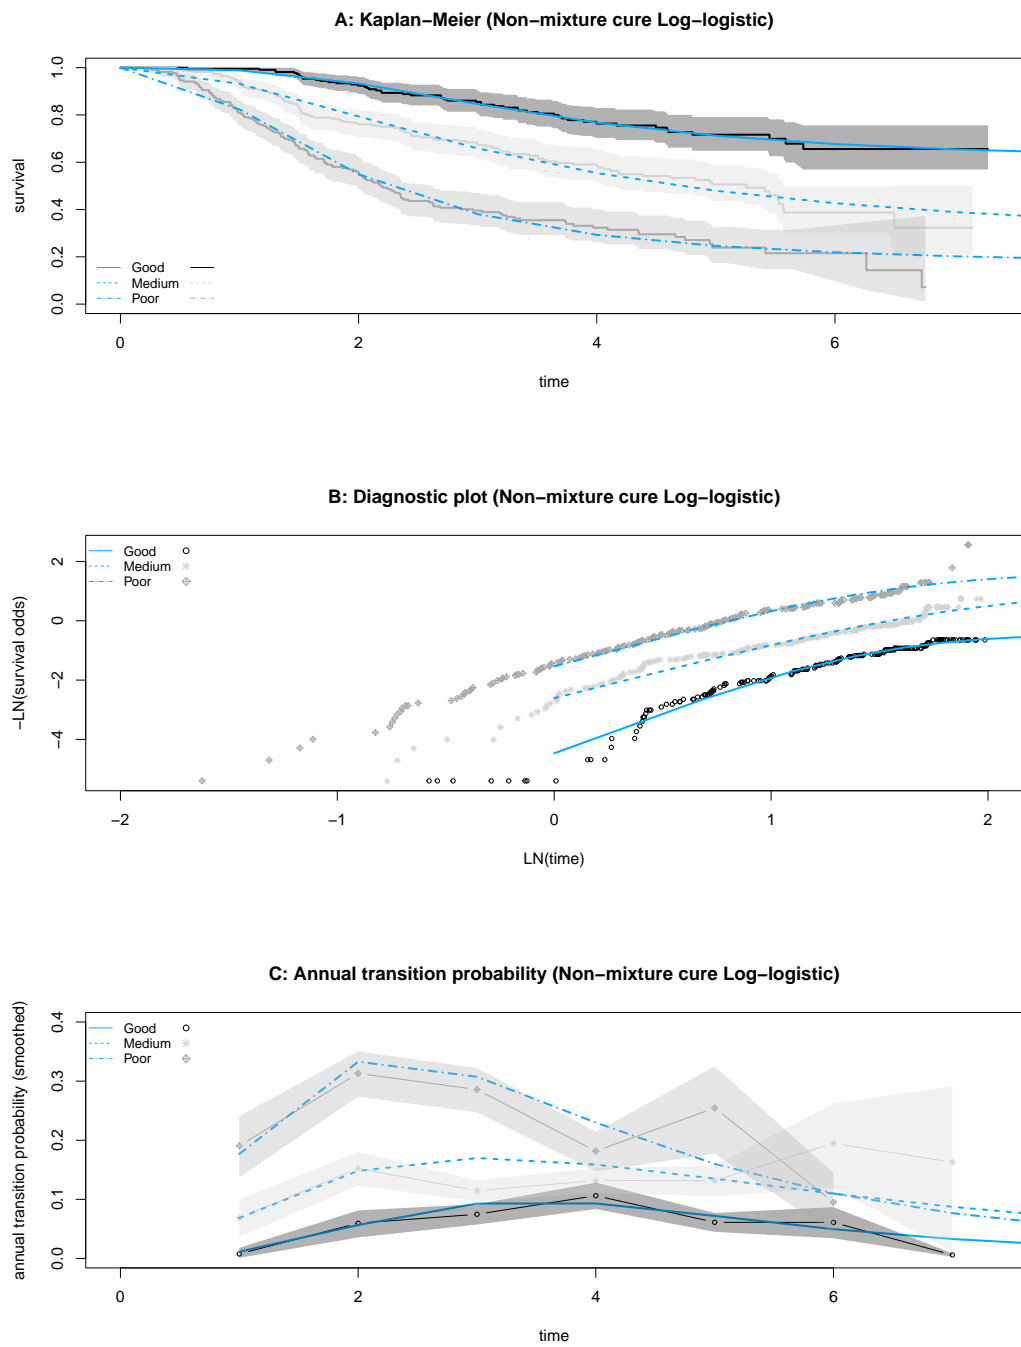 A: Kaplan−Meier (Non−mixture cure Log−logistic)
survival
1.0
0.8
0.6
0.4
0.2
0.0
Good
Medium
Poor
0 2 4 6
time
B: Diagnostic plot (Non−mixture cure Log−logistic)
−LN(survival odds)
2
0
−2
−4
Good
Medium
Poor
−2 −1 0 1 2
LN(time)
C: Annual transition probability (Non−mixture cure Log−logistic)
annual transition probability (smoothed)
0.4
0.3
0.2
0.1
0.0
Good
Medium
Poor
0 2 4 6
time